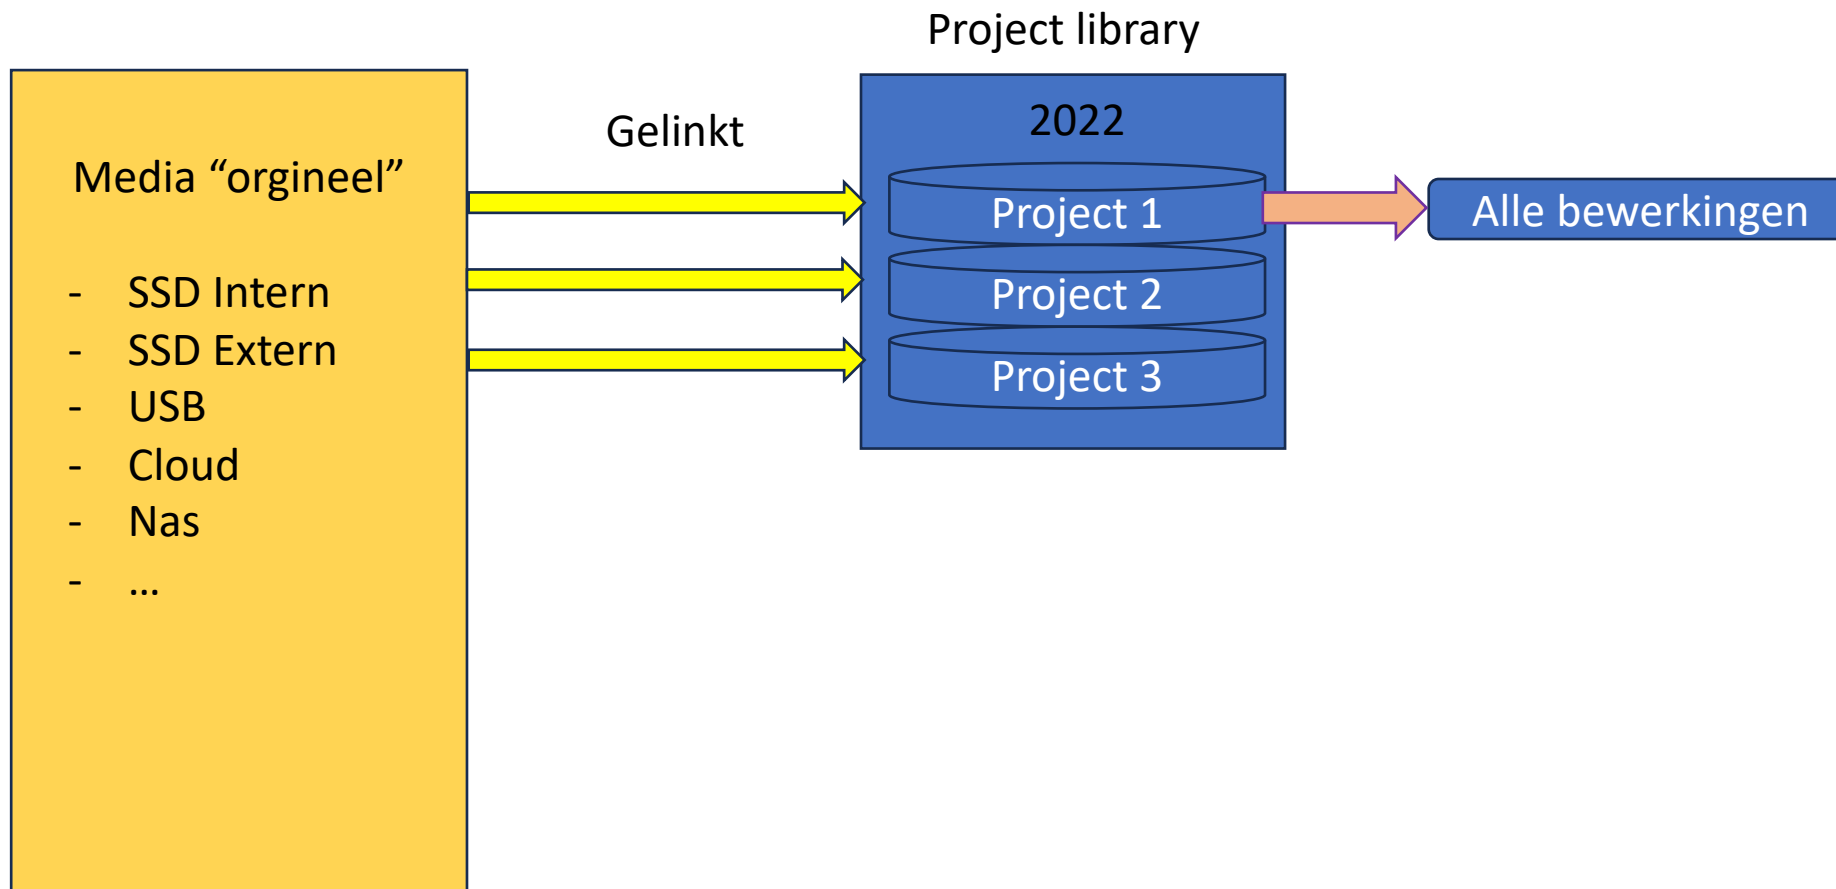 Project library
Media “orgineel”
- SSD Intern
- SSD Extern
- USB
- Cloud
- Nas
- ...
Gelinkt
2022
Project 1
Project 2
Project 3
Alle bewerkingen